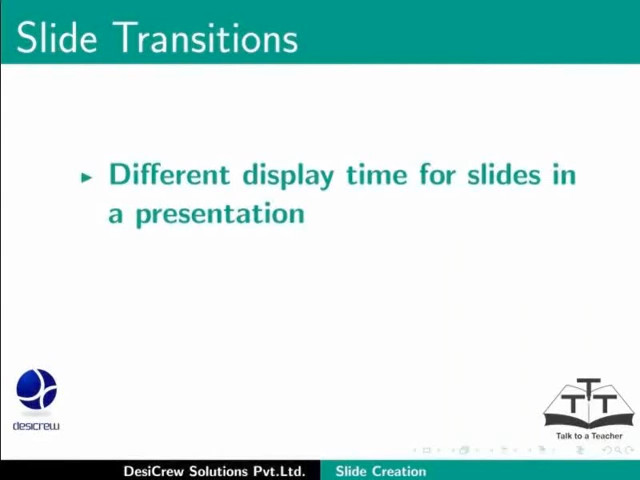 Slide Transitions
Different display time for slides in
a presentation
desicrew
T
T T
Talk to a Teacher
DesiCrew Solutions Pvt.Ltd. Slide Creation